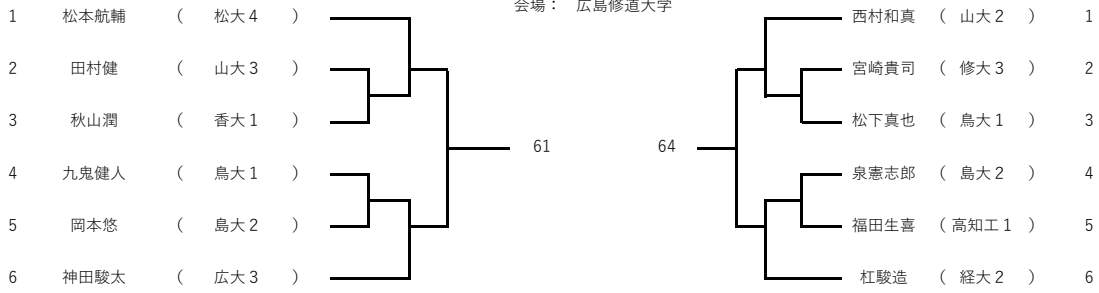 会場： 広島修道大学
1 松本航輔 （ 松大４ ）
2 田村健 （ 山大３ ）
3 秋山潤 （ 香大１ ）
4 九鬼健人 （ 鳥大１ ）
5 岡本悠 （ 島大２ ）
6 神田駿太 （ 広大３ ）
61
64
西村和真 （ 山大２ ） 1
宮崎貴司 （ 修大３ ） 2
松下真也 （ 鳥大１ ） 3
泉憲志郎 （ 島大２ ） 4
福田生喜 （ 高知工１ ） 5
杠駿造 （ 経大２ ） 6